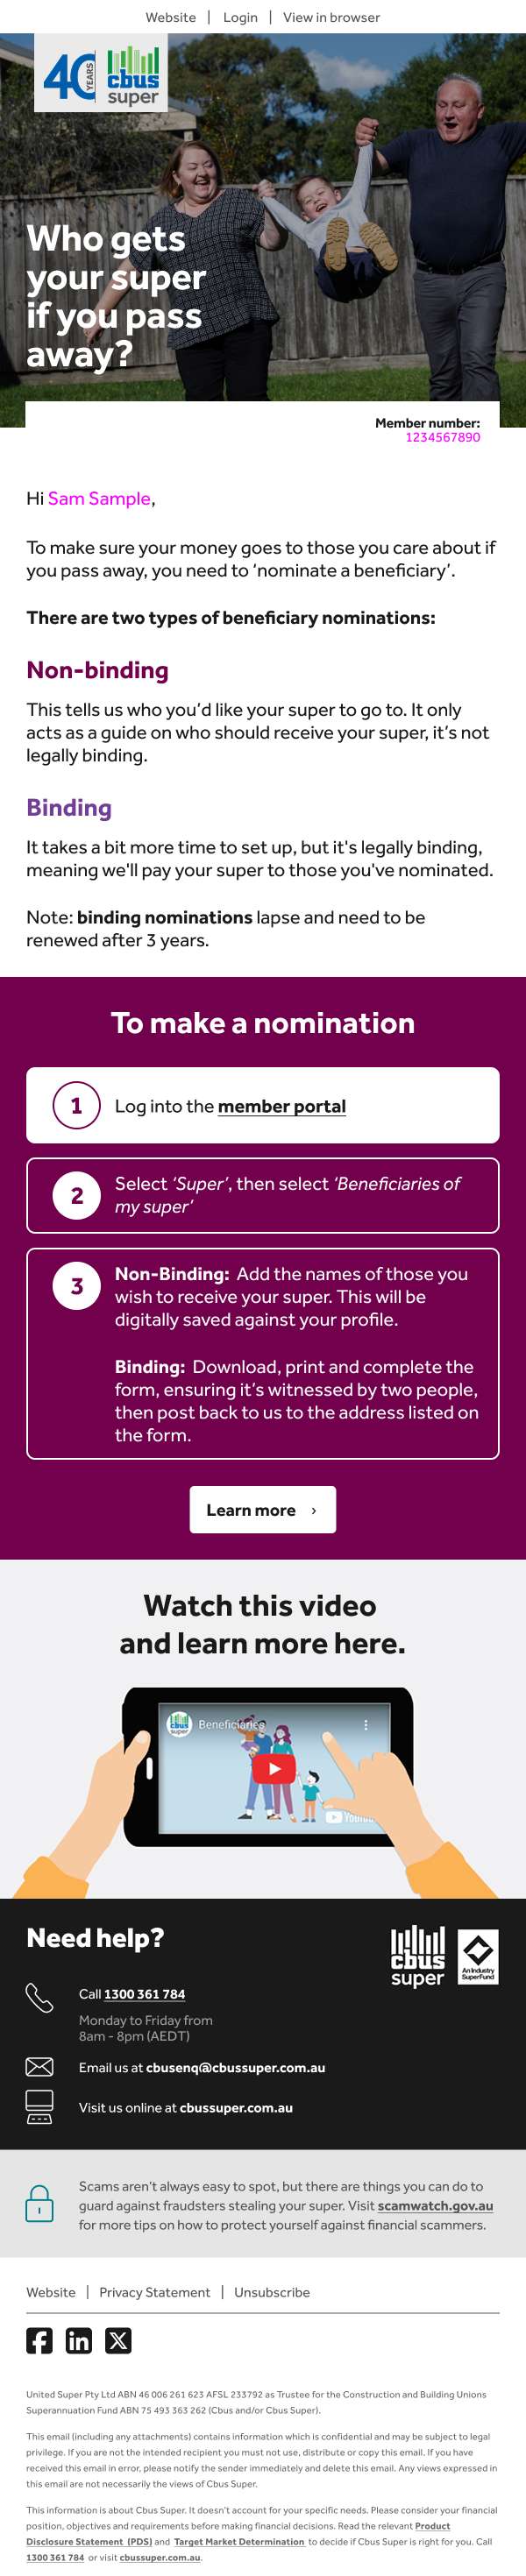 Website | Login | View in browser
40 YEARS cbus super
Who gets
your super
if you pass
away?
Member number:
1234567890
Hi Sam Sample,
To make sure your money goes to those you care about if
you pass away, you need to ‘nominate a beneficiary’.
There are two types of beneficiary nominations:
Non-binding
This tells us who you’d like your super to go to. It only
acts as a guide on who should receive your super, it’s not
legally binding.
Binding
It takes a bit more time to set up, but it's legally binding,
meaning we'll pay your super to those you've nominated.
Note: binding nominations lapse and need to be
renewed after 3 years.
To make a nomination
1 Log into the member portal
2 Select ‘Super’, then select ‘Beneficiaries of
my super’
3 Non-Binding: Add the names of those you
wish to receive your super. This will be
digitally saved against your profile.
Binding: Download, print and complete the
form, ensuring it’s witnessed by two people,
then post back to us to the address listed on
the form.
Learn more ›
Watch this video
and learn more here.
cbus super Beneficiaries
Need help?
cbus super
An Industry
SuperFund
Call 1300 361 784
Monday to Friday from
8am - 8pm (AEDT)
Email us at cbusenq@cbussuper.com.au
Visit us online at cbussuper.com.au
Scams aren’t always easy to spot, but there are things you can do to
guard against fraudsters stealing your super. Visit scamwatch.gov.au
for more tips on how to protect yourself against financial scammers.
Website | Privacy Statement | Unsubscribe
United Super Pty Ltd ABN 46 006 261 623 AFSL 233792 as Trustee for the Construction and Building Unions
Superannuation Fund ABN 75 493 363 262 (Cbus and/or Cbus Super).
This email (including any attachments) contains information which is confidential and may be subject to legal
privilege. If you are not the intended recipient you must not use, distribute or copy this email. If you have
received this email in error, please notify the sender immediately and delete this email. Any views expressed in
this email are not necessarily the views of Cbus Super.
This information is about Cbus Super. It doesn’t account for your specific needs. Please consider your financial
position, objectives and requirements before making financial decisions. Read the relevant Product
Disclosure Statement (PDS) and Target Market Determination to decide if Cbus Super is right for you. Call
1300 361 784 or visit cbussuper.com.au.